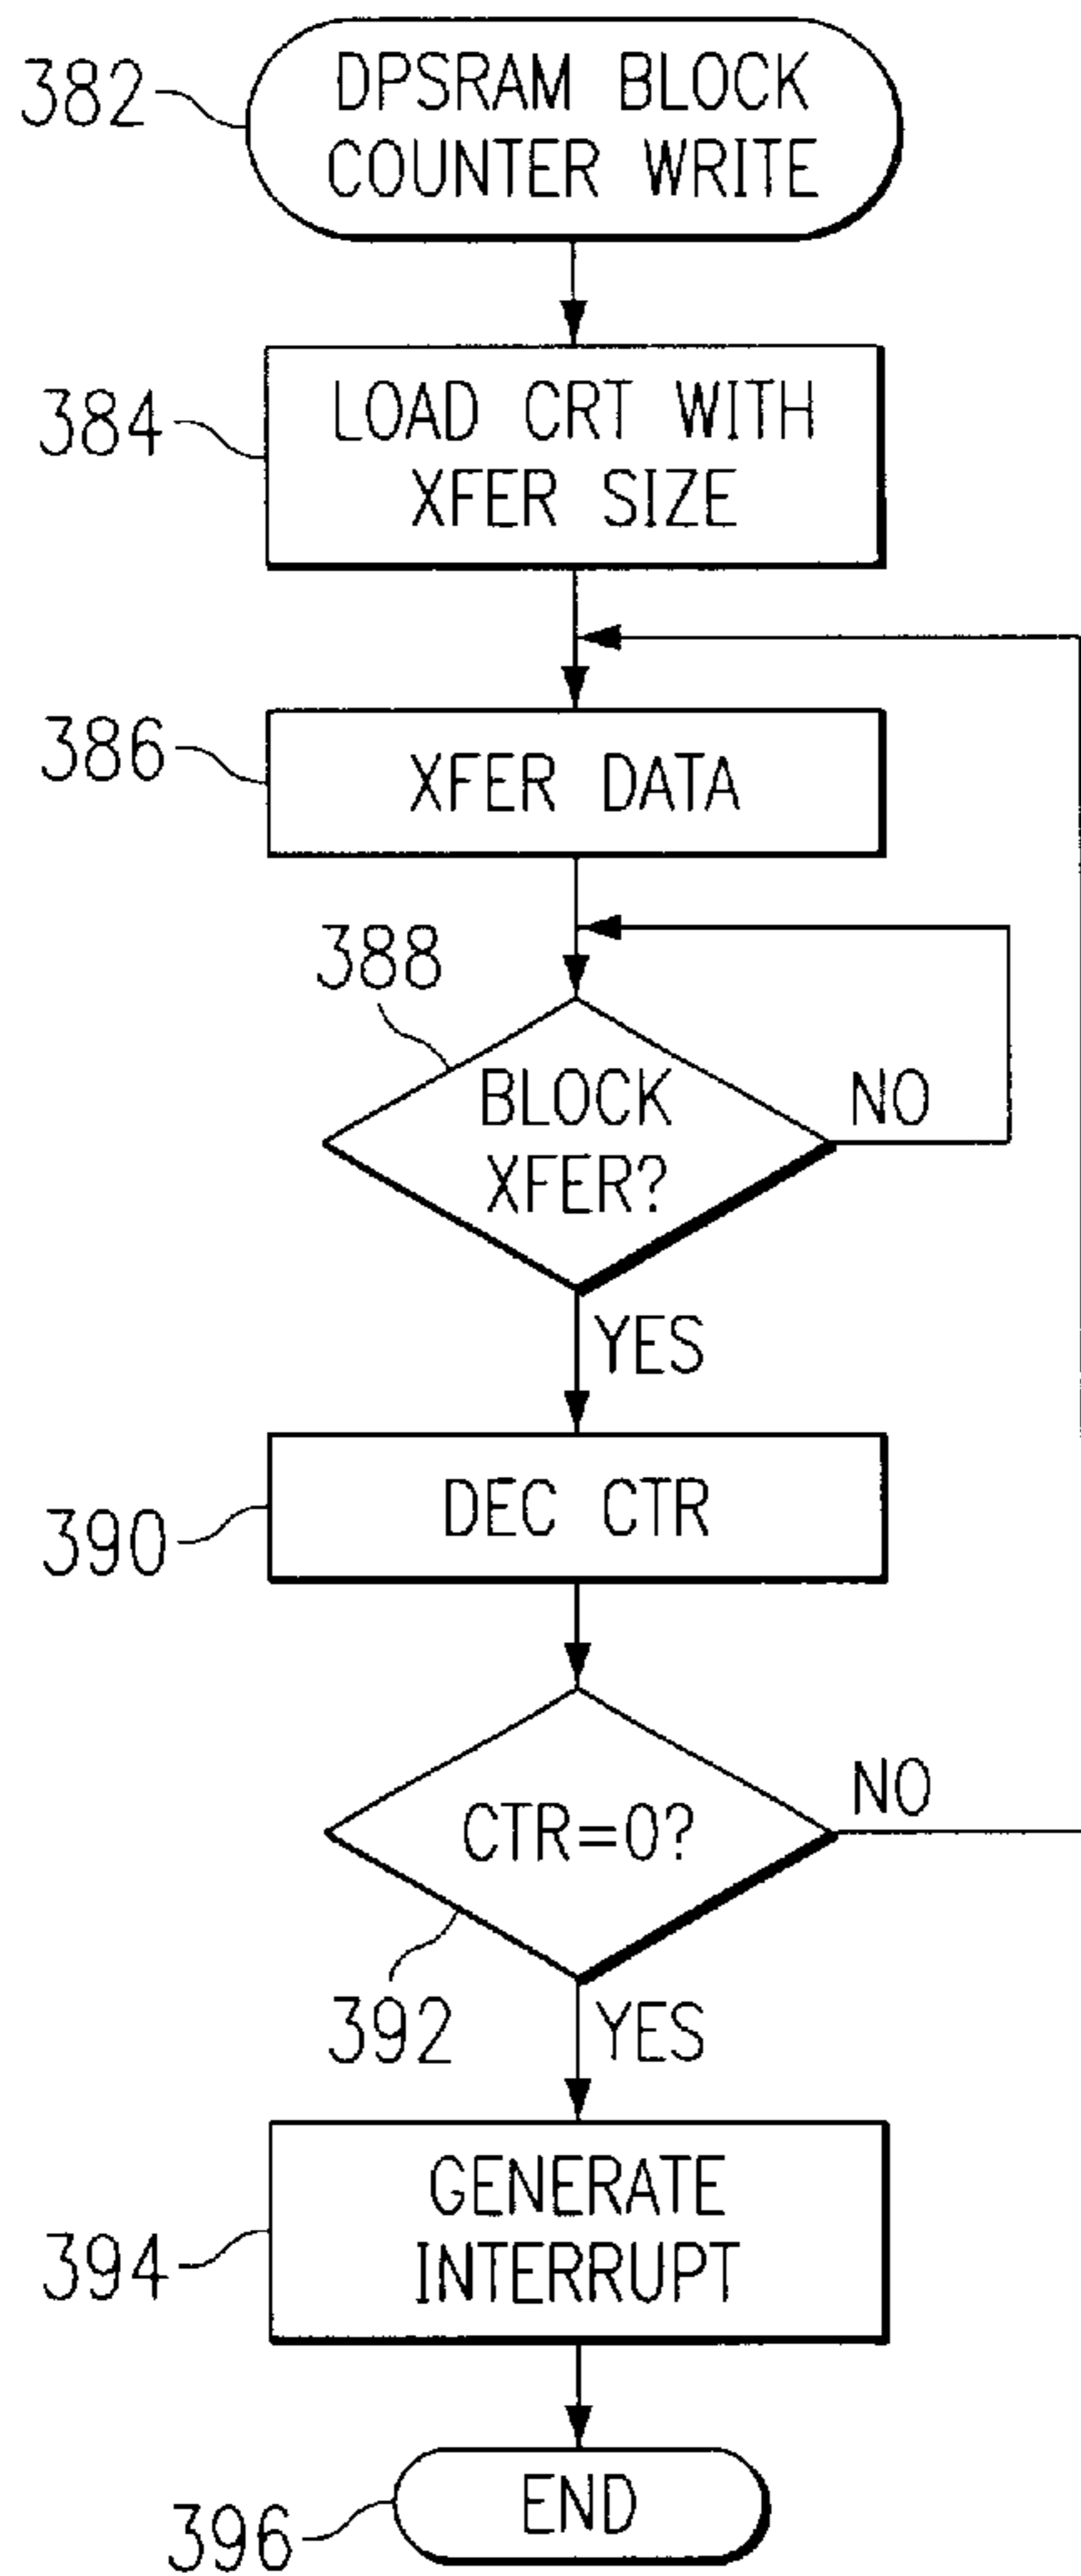 382
DPSRAM BLOCK
COUNTER WRITE
384
LOAD CRT WITH
XFER SIZE
386
XFER DATA
388
BLOCK
XFER?
NO
YES
390
DEC CTR
CTR=0?
NO
392
YES
394
GENERATE
INTERRUPT
396
END